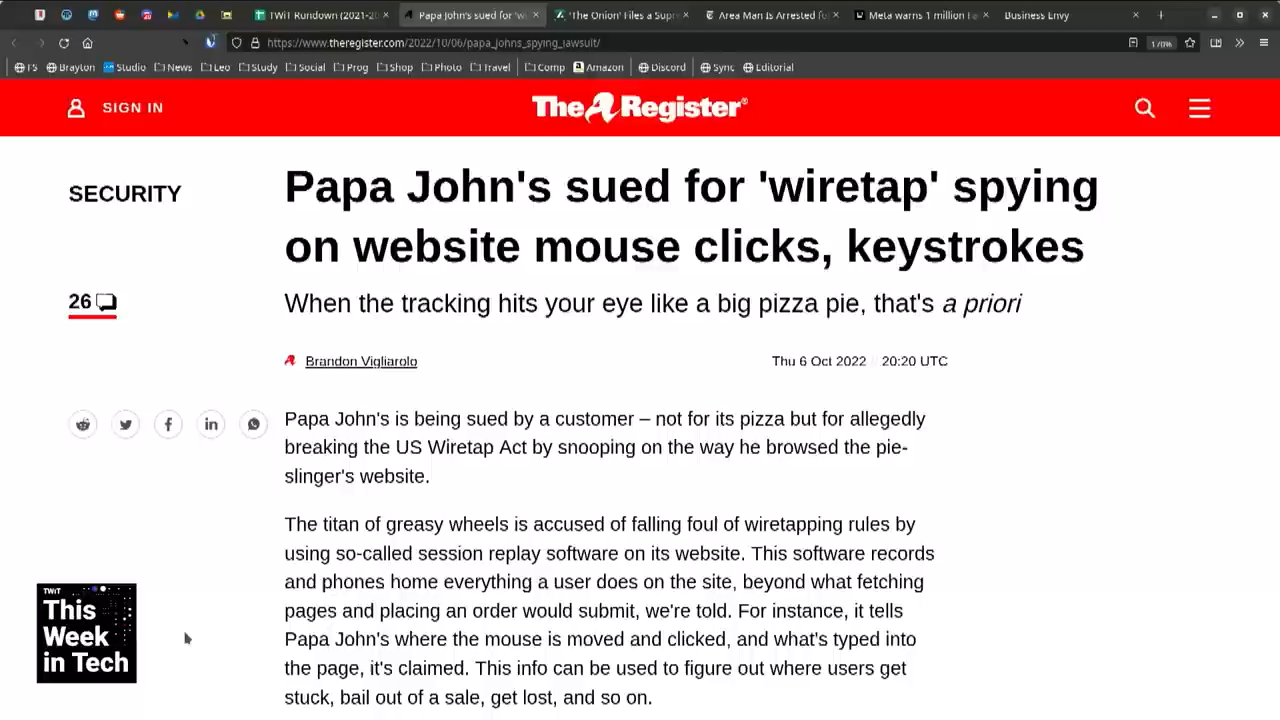 TWiT Rundown (2021-20
Papa John's sued for 'wi
'The Onion' Files a Supr
Area Man Is Arrested fo
Meta warns 1 million Fa
Business Envy
https://www.theregister.com/2022/10/06/papa_johns_spying_lawsuit/
170%
FS Brayton Studio News Leo Study Social Prog Shop Photo Travel Comp Amazon Discord Sync Editorial
SIGN IN
The Register®
SECURITY
Papa John's sued for 'wiretap' spying
on website mouse clicks, keystrokes
26
When the tracking hits your eye like a big pizza pie, that's a priori
Brandon Vigliarolo
Thu 6 Oct 2022 20:20 UTC
Papa John's is being sued by a customer – not for its pizza but for allegedly
breaking the US Wiretap Act by snooping on the way he browsed the pie-
slinger's website.
The titan of greasy wheels is accused of falling foul of wiretapping rules by
using so-called session replay software on its website. This software records
and phones home everything a user does on the site, beyond what fetching
pages and placing an order would submit, we're told. For instance, it tells
Papa John's where the mouse is moved and clicked, and what's typed into
the page, it's claimed. This info can be used to figure out where users get
stuck, bail out of a sale, get lost, and so on.
TWiT
This
Week
in Tech